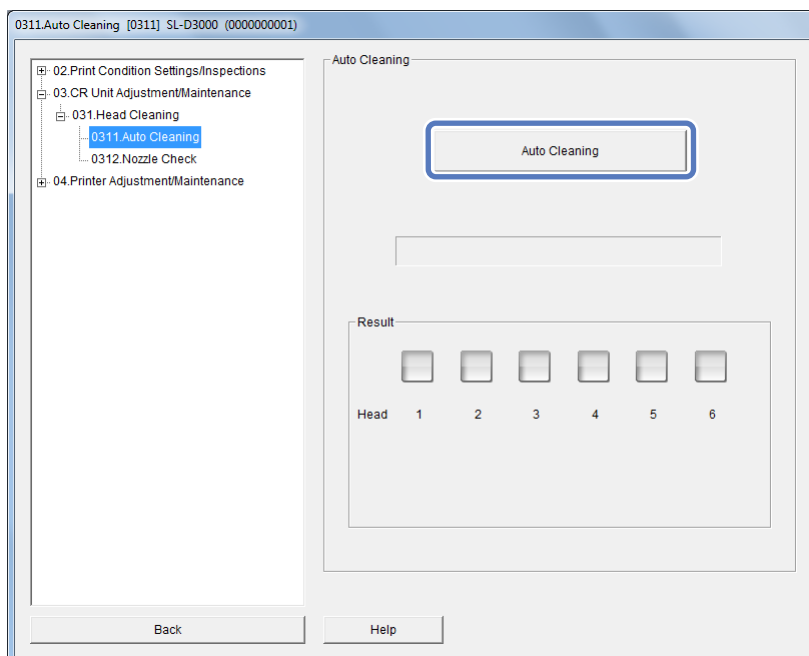 0311.Auto Cleaning [0311] SL-D3000 (0000000001)
02.Print Condition Settings/Inspections
03.CR Unit Adjustment/Maintenance
031.Head Cleaning
0311.Auto Cleaning
0312.Nozzle Check
04.Printer Adjustment/Maintenance
Auto Cleaning
Auto Cleaning
Result
Head 1 2 3 4 5 6
Back
Help